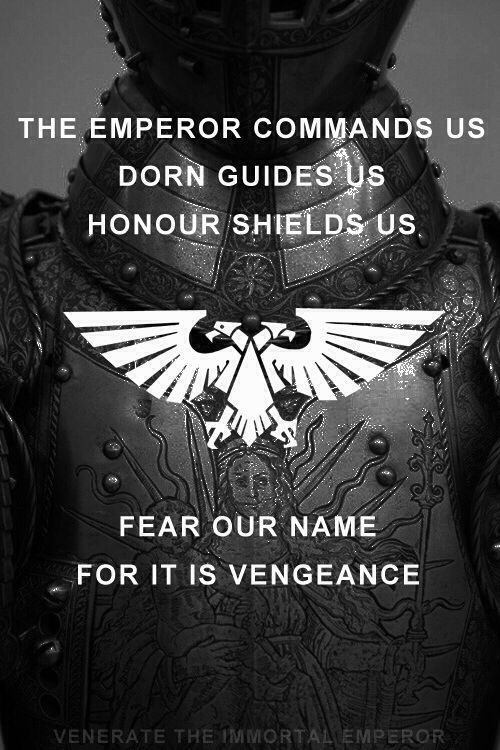 THE EMPEROR COMMANDS US
DORN GUIDES US
HONOUR SHIELDS US
FEAR OUR NAME
FOR IT IS VENGEANCE
VENERATE THE IMMORTAL EMPEROR